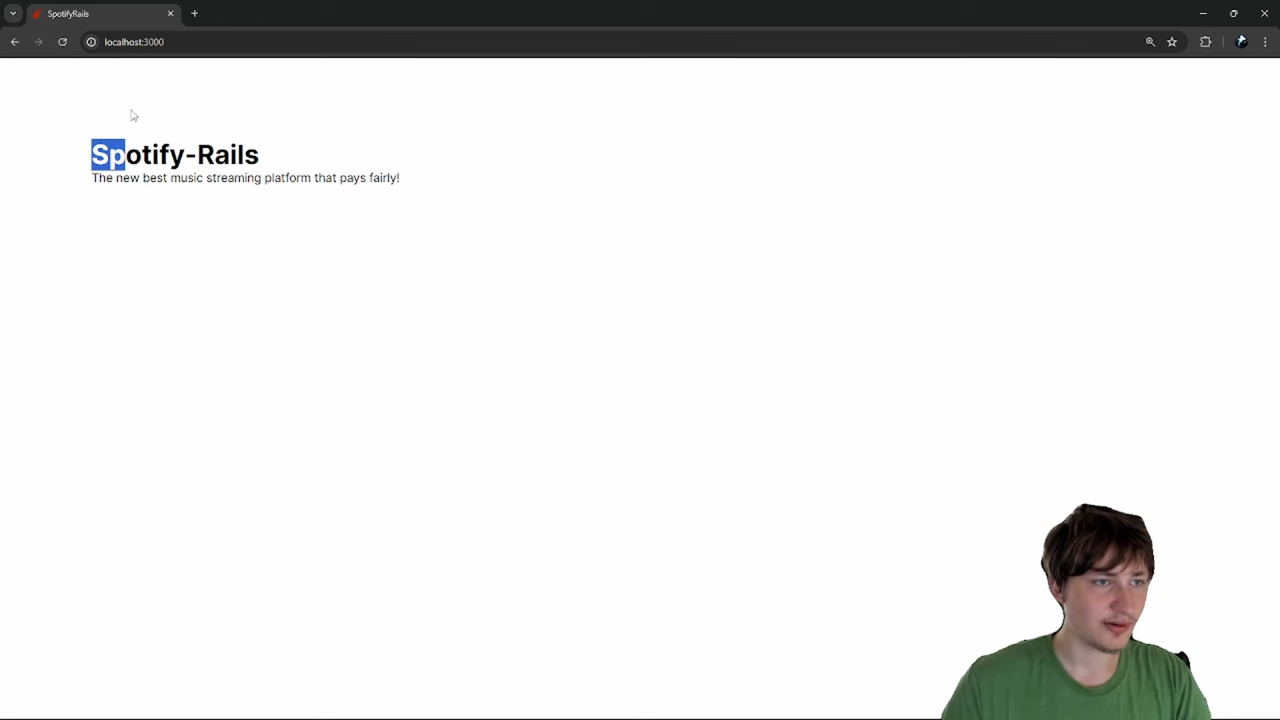 SpotifyRails
localhost:3000
Spotify-Rails
The new best music streaming platform that pays fairly!